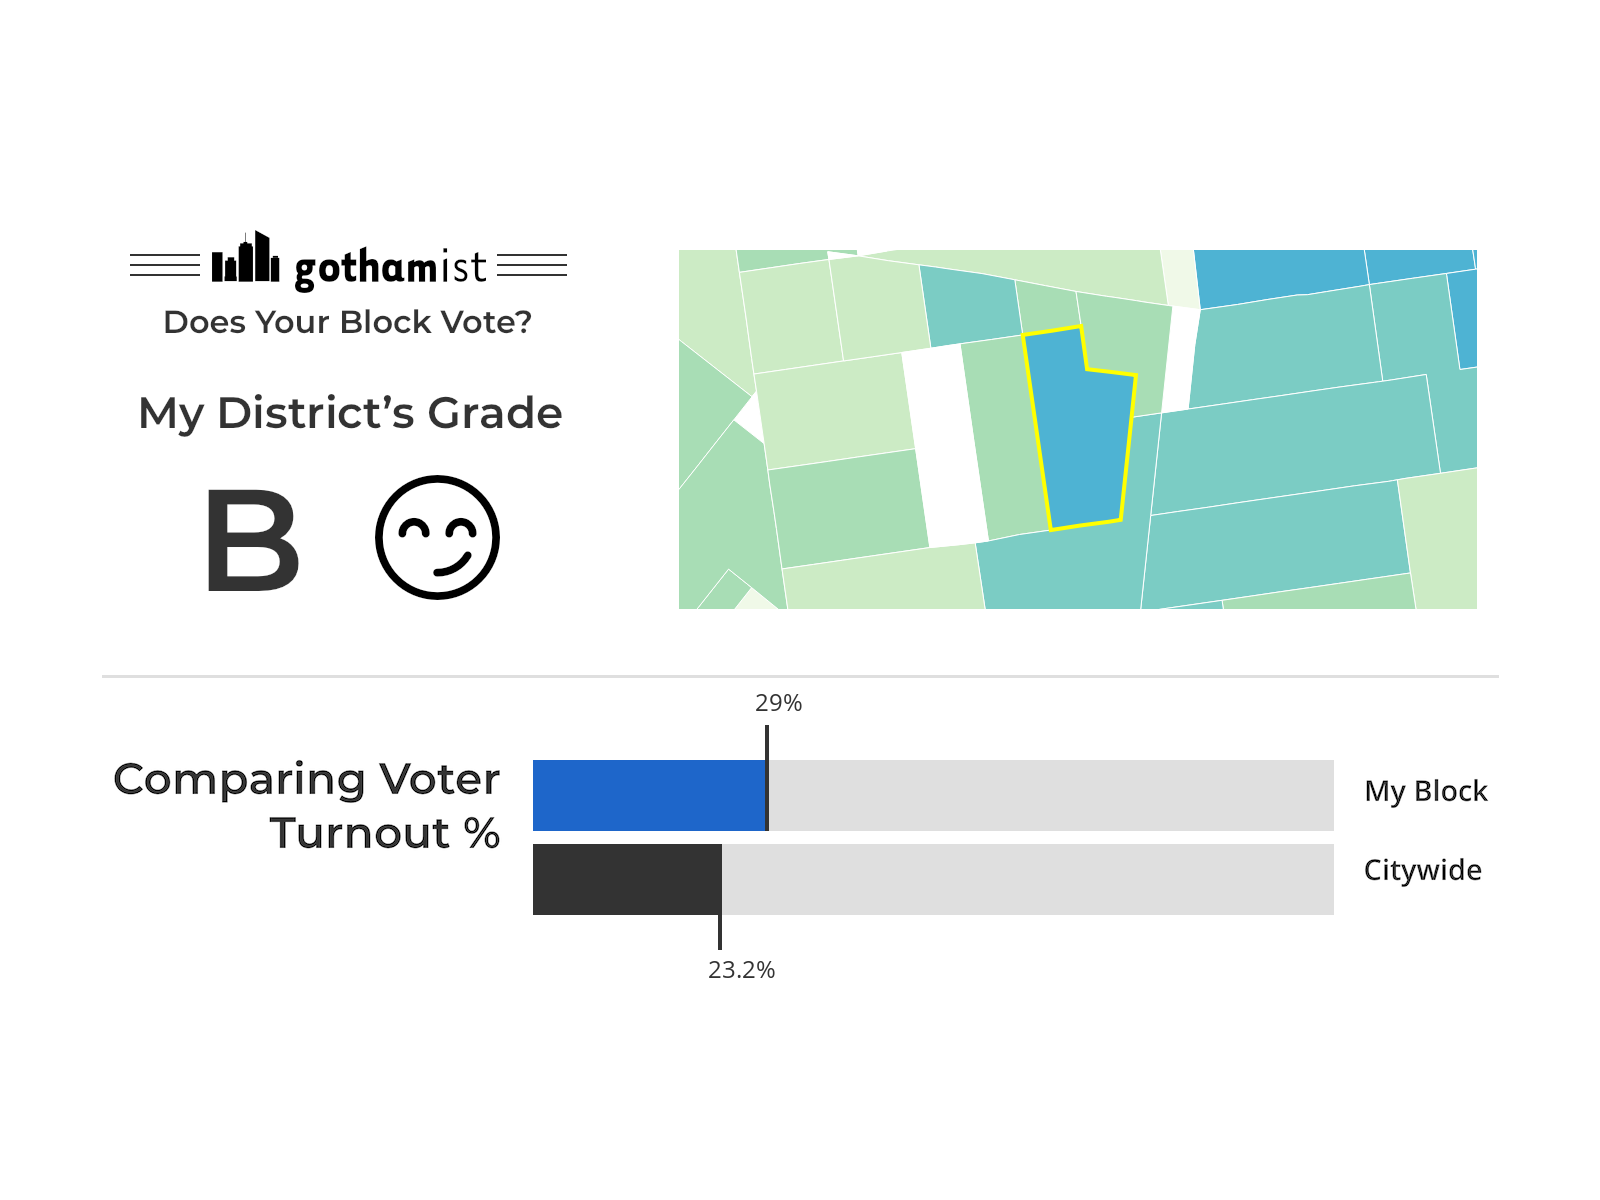 gothamist
Does Your Block Vote?
My District’s Grade
B
29%
Comparing Voter
Turnout %
My Block
Citywide
23.2%